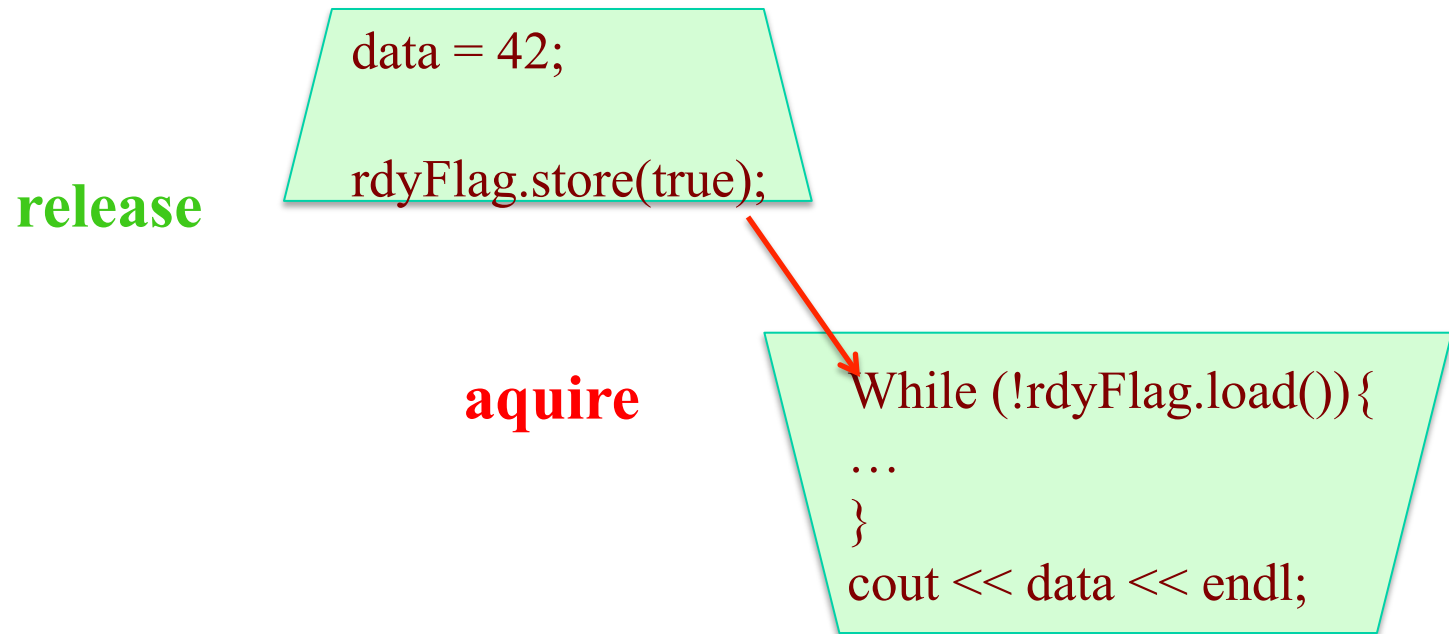 data = 42;
rdyFlag.store(true);
release
aquire
While (!rdyFlag.load()){
…
}
cout << data << endl;